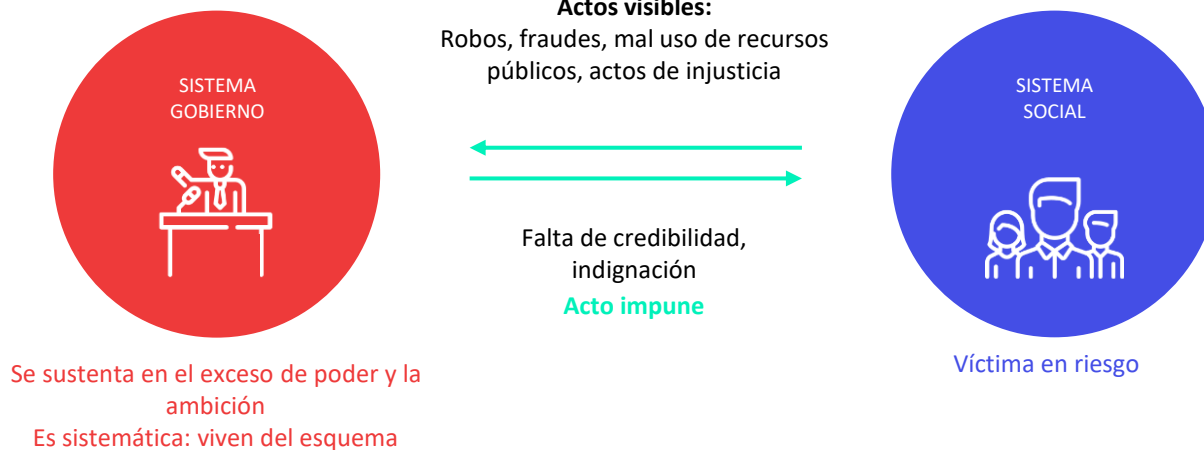 Actos visibles:
Robos, fraudes, mal uso de recursos
públicos, actos de injusticia
SISTEMA
GOBIERNO
SISTEMA
SOCIAL
Falta de credibilidad,
indignación
Acto impune
Se sustenta en el exceso de poder y la
ambición
Es sistemática: viven del esquema
Víctima en riesgo